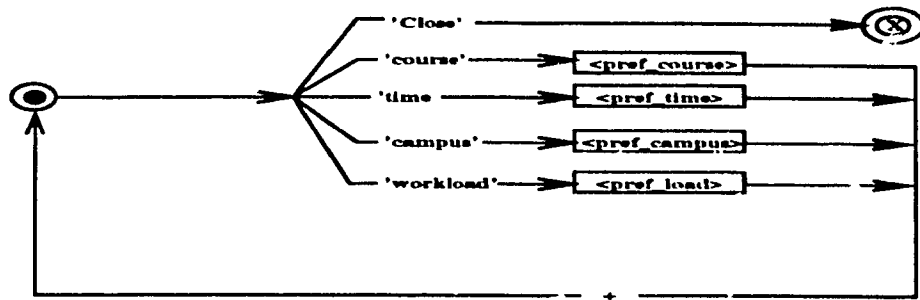 'Close'
X
'course' <pref_course>
'time <pref_time>
'campus' <pref_campus>
'workload' <pref_load>
+